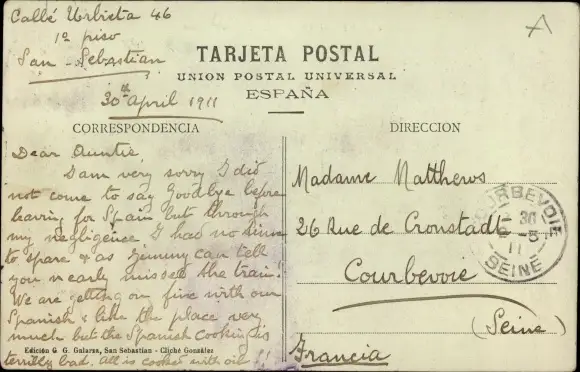 Calle Urbieta 46
1º piso
San-Sebastian
30th April 1911
TARJETA POSTAL
UNION POSTAL UNIVERSAL
ESPAÑA
CORRESPONDENCIA
Dear Auntie,
I am very sorry I did
not come to say Goodbye before
leaving for Spain but through
my negligence I had no time
to spare & as Jimmy can tell
you nearly missed the train!
We are getting on fine with our
Spanish & like the place very
much but the Spanish cooking is
terribly bad. All is cooked with oil!!
Edición G. G. Galarza, San Sebastian - Cliché González
DIRECCION
Madame Matthews
26 Rue de Cronstadt
Courbevoie
(Seine)
Francia
COURBEVOIE
SEINE